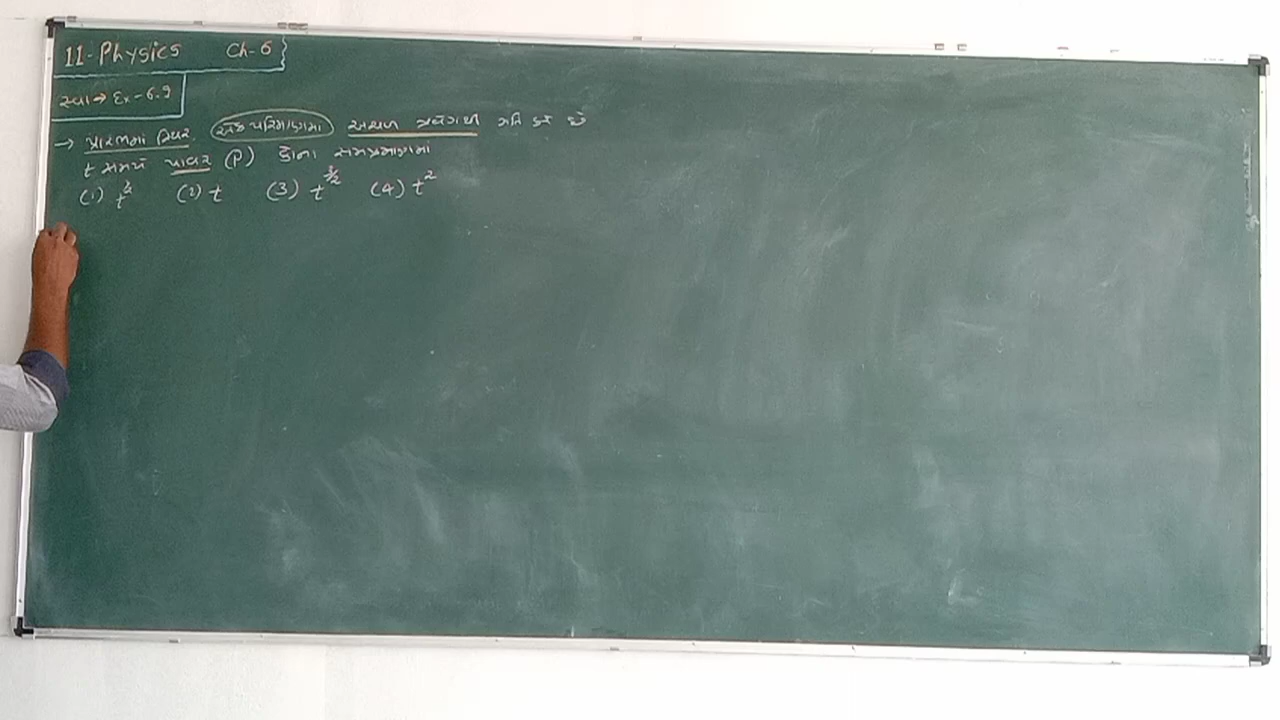 11-Physics Ch-6
સ્વા → Ex-6.9
→ પ્રારંભમાં સ્થિર એક પરિમાણમાં અચળ પ્રવેગથી ગતિ કરે છે
t સમયે પાવર (P) કોના સમપ્રમાણમાં
(1) t^½ (2) t (3) t^3/2 (4) t^2